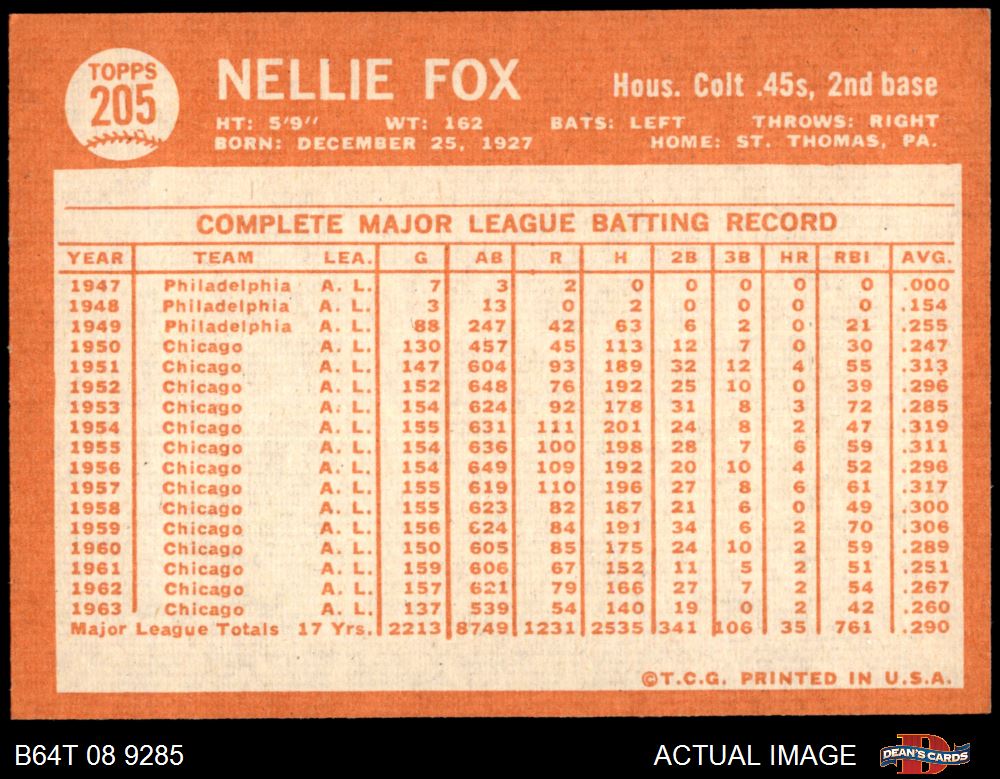 TOPPS
205
NELLIE FOX
Hous. Colt .45s, 2nd base
HT: 5'9" WT: 162 BATS: LEFT THROWS: RIGHT
BORN: DECEMBER 25, 1927 HOME: ST. THOMAS, PA.
COMPLETE MAJOR LEAGUE BATTING RECORD
YEAR TEAM LEA. G AB R H 2B 3B HR RBI AVG.
1947 Philadelphia A. L. 7 3 2 0 0 0 0 0 .000
1948 Philadelphia A. L. 3 13 0 2 0 0 0 0 .154
1949 Philadelphia A. L. 88 247 42 63 6 2 0 21 .255
1950 Chicago A. L. 130 457 45 113 12 7 0 30 .247
1951 Chicago A. L. 147 604 93 189 32 12 4 55 .313
1952 Chicago A. L. 152 648 76 192 25 10 0 39 .296
1953 Chicago A. L. 154 624 92 178 31 8 3 72 .285
1954 Chicago A. L. 155 631 111 201 24 8 2 47 .319
1955 Chicago A. L. 154 636 100 198 28 7 6 59 .311
1956 Chicago A. L. 154 649 109 192 20 10 4 52 .296
1957 Chicago A. L. 155 619 110 196 27 8 6 61 .317
1958 Chicago A. L. 155 623 82 187 21 6 0 49 .300
1959 Chicago A. L. 156 624 84 191 34 6 2 70 .306
1960 Chicago A. L. 150 605 85 175 24 10 2 59 .289
1961 Chicago A. L. 159 606 67 152 11 5 2 51 .251
1962 Chicago A. L. 157 621 79 166 27 7 2 54 .267
1963 Chicago A. L. 137 539 54 140 19 0 2 42 .260
Major League Totals 17 Yrs. 2213 8749 1231 2535 341 106 35 761 .290
©T.C.G. PRINTED IN U.S.A.
B64T 08 9285 ACTUAL IMAGE
DEAN'S CARDS